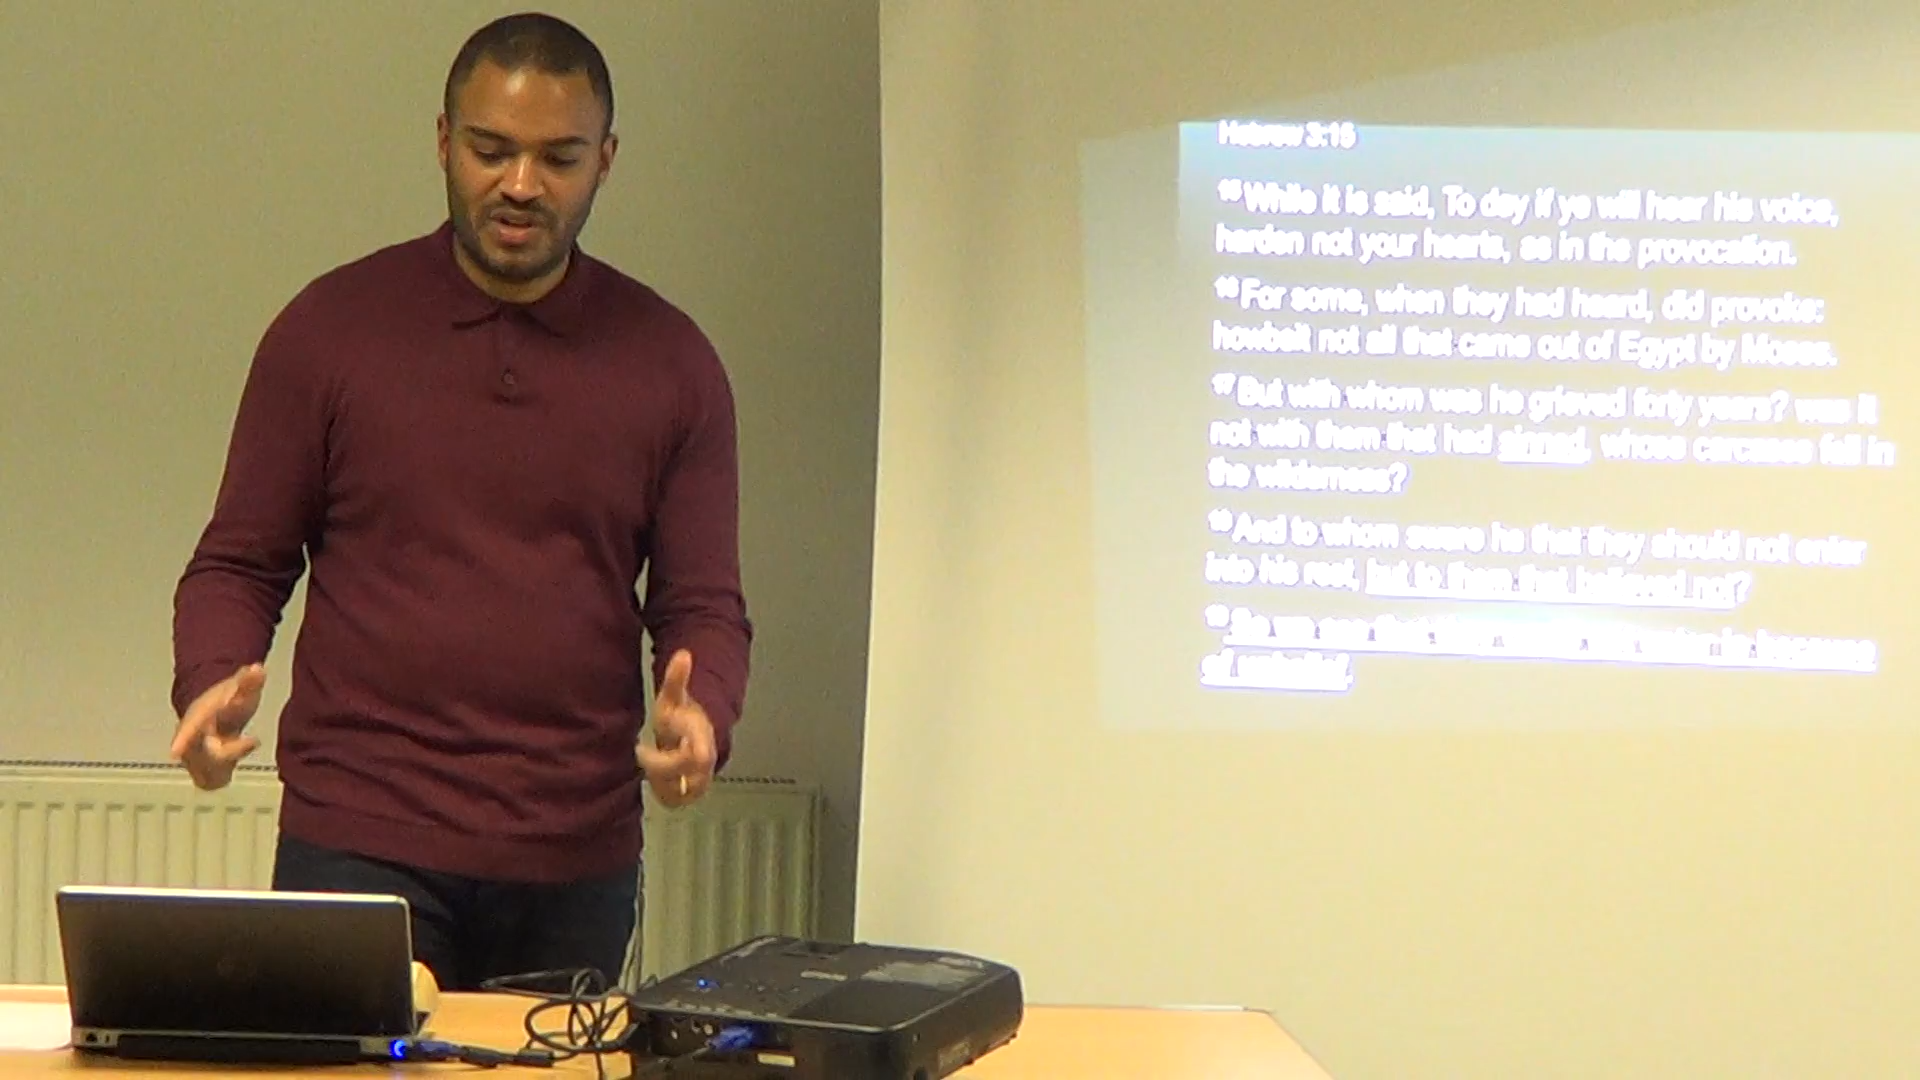 Hebrew 3:15
15 While it is said, To day if ye will hear his voice,
harden not your hearts, as in the provocation.
16 For some, when they had heard, did provoke:
howbeit not all that came out of Egypt by Moses.
17 But with whom was he grieved forty years? was it
not with them that had sinned, whose carcases fell in
the wilderness?
18 And to whom sware he that they should not enter
into his rest, but to them that believed not?
19 So we see that in because
of unbelief.